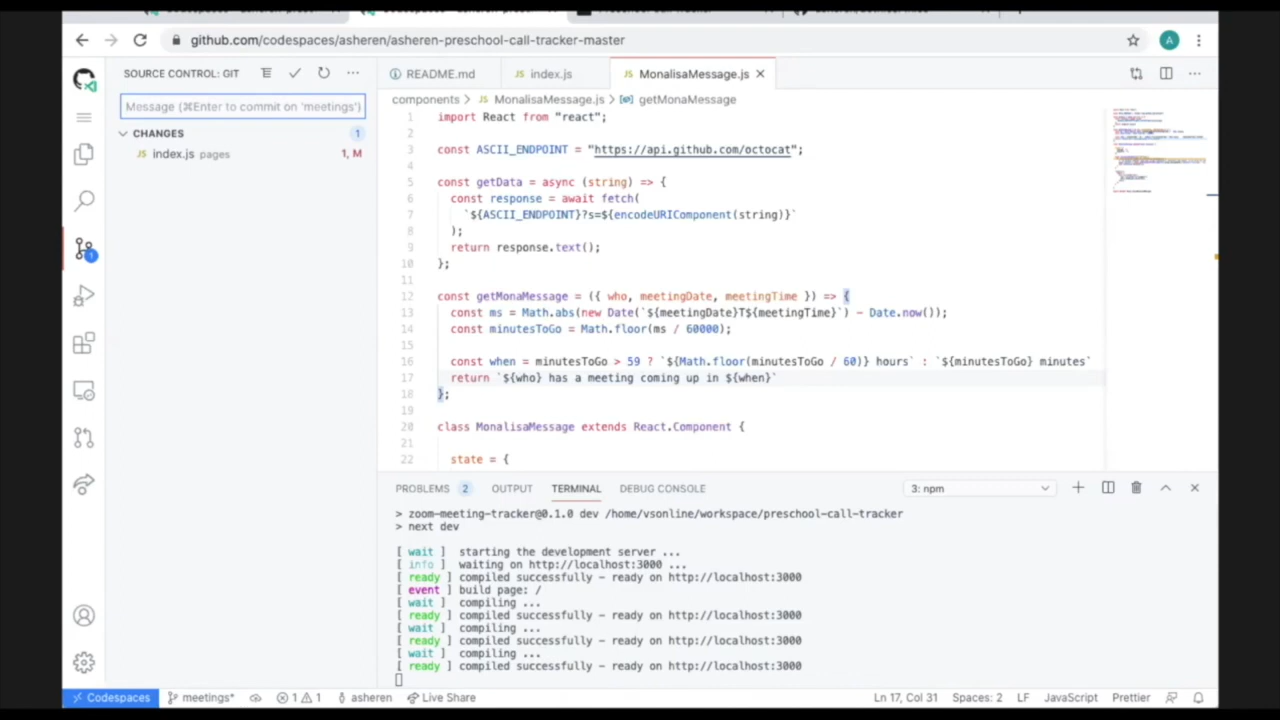 github.com/codespaces/asheren/asheren-preschool-call-tracker-master
A
SOURCE CONTROL: GIT
Message (⌘Enter to commit on 'meetings')
CHANGES 1
JS index.js pages 1, M
1
README.md
JS index.js
JS MonalisaMessage.js
components > JS MonalisaMessage.js > getMonaMessage
1 import React from "react";
2
3 const ASCII_ENDPOINT = "https://api.github.com/octocat";
4
5 const getData = async (string) => {
6 const response = await fetch(
7 `${ASCII_ENDPOINT}?s=${encodeURIComponent(string)}`
8 );
9 return response.text();
10 };
11
12 const getMonaMessage = ({ who, meetingDate, meetingTime }) => {
13 const ms = Math.abs(new Date(`${meetingDate}T${meetingTime}`) - Date.now());
14 const minutesToGo = Math.floor(ms / 60000);
15
16 const when = minutesToGo > 59 ? `${Math.floor(minutesToGo / 60)} hours` : `${minutesToGo} minutes`
17 return `${who} has a meeting coming up in ${when}`
18 };
19
20 class MonalisaMessage extends React.Component {
21
22 state = {
PROBLEMS 2 OUTPUT TERMINAL DEBUG CONSOLE 3: npm
> zoom-meeting-tracker@0.1.0 dev /home/vsonline/workspace/preschool-call-tracker
> next dev
[ wait ] starting the development server ...
[ info ] waiting on http://localhost:3000 ...
[ ready ] compiled successfully - ready on http://localhost:3000
[ event ] build page: /
[ wait ] compiling ...
[ ready ] compiled successfully - ready on http://localhost:3000
[ wait ] compiling ...
[ ready ] compiled successfully - ready on http://localhost:3000
[ wait ] compiling ...
[ ready ] compiled successfully - ready on http://localhost:3000
Codespaces meetings* 1 1 asheren Live Share Ln 17, Col 31 Spaces: 2 LF JavaScript Prettier